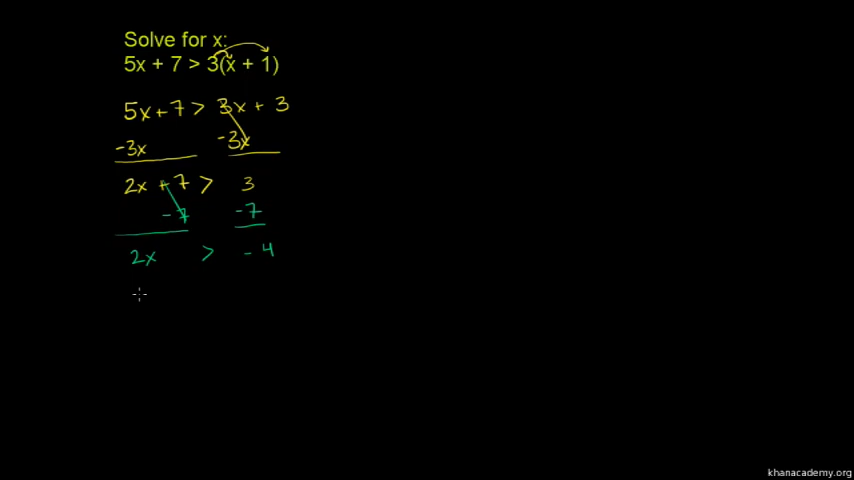 Solve for x:
5x + 7 > 3(x + 1)
5x + 7 > 3x + 3
-3x -3x
2x + 7 > 3
-7 -7
2x > -4
khanacademy.org